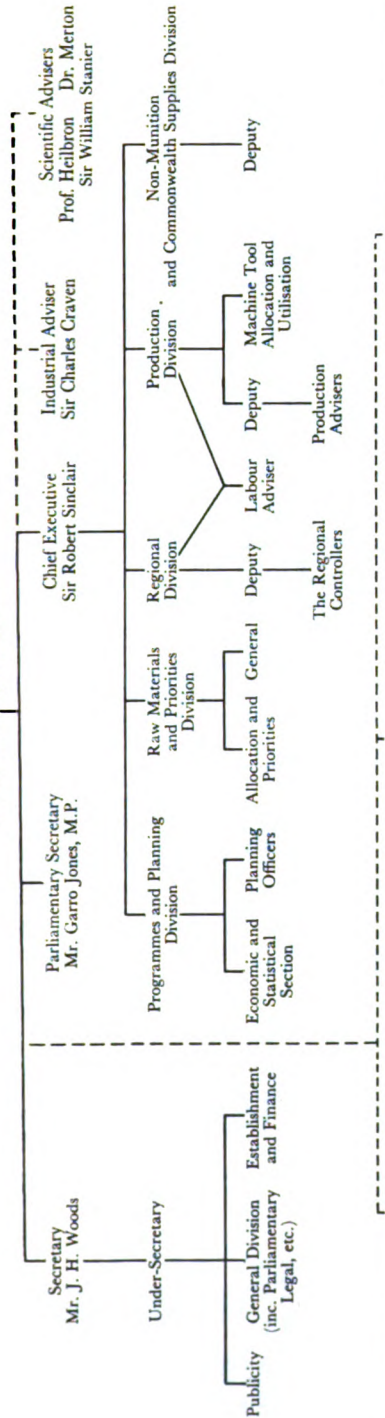 Secretary
Mr. J. H. Woods
Parliamentary Secretary
Mr. Garro Jones, M.P.
Chief Executive
Sir Robert Sinclair
Industrial Adviser
Sir Charles Craven
Scientific Advisers
Prof. Heilbron Dr. Merton
Sir William Stanier
Under-Secretary
Programmes and Planning
Division
Raw Materials
and Priorities
Division
Regional
Division
Production
Division
Non-Munition
and Commonwealth Supplies Division
Publicity
General Division
(inc. Parliamentary
Legal, etc.)
Establishment
and Finance
Economic and
Statistical
Section
Planning
Officers
Allocation and
Priorities
General
Deputy
Labour
Adviser
Deputy
Machine Tool
Allocation and
Utilisation
Deputy
The Regional
Controllers
Production
Advisers